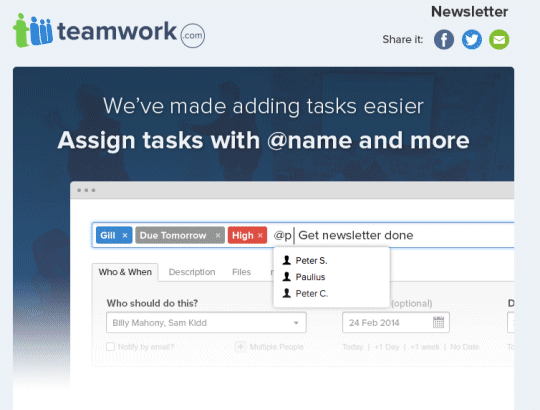 Newsletter
teamwork.com
Share it:
We've made adding tasks easier
Assign tasks with @name and more
Gill × Due Tomorrow × High × @p Get newsletter done
Peter S.
Paulius
Peter C.
Who & When Description Files
Who should do this? (optional) D
Billy Mahony, Sam Kidd 24 Feb 2014
Notify by email? Multiple People Today | +1 Day | +1 week | No Date To